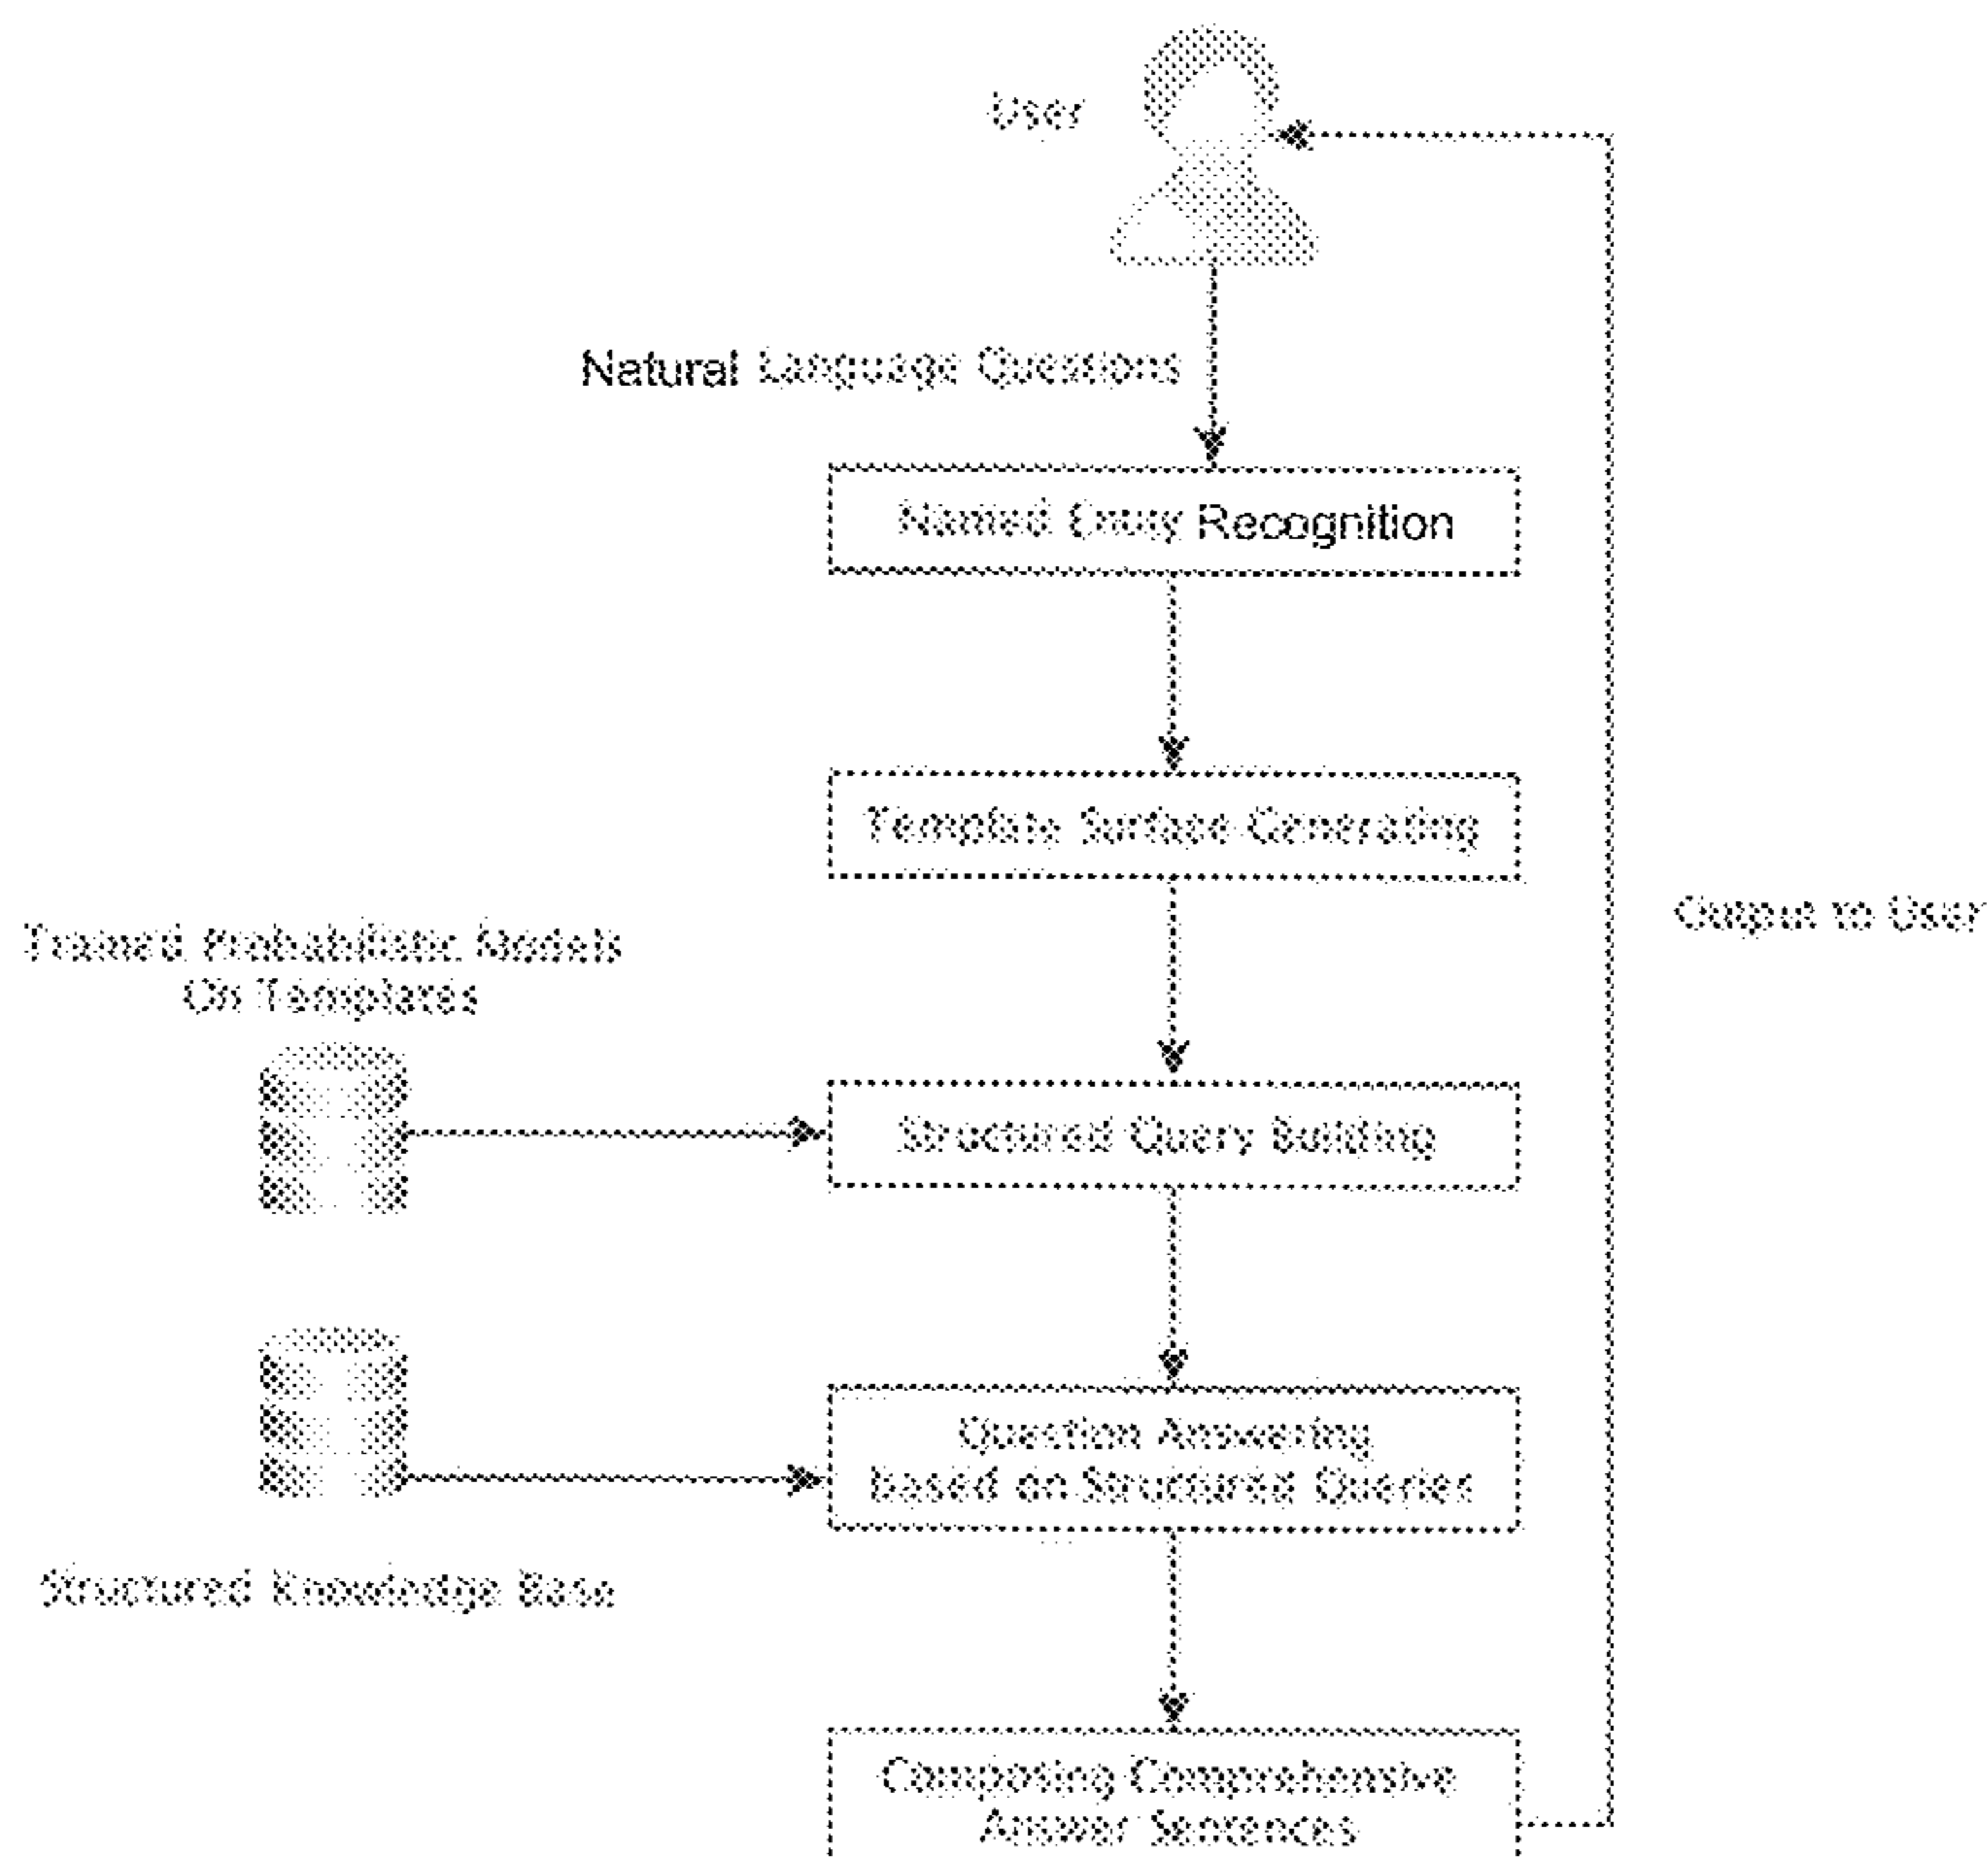 User
Natural Language Questions
Named Entity Recognition
Template Surface Generating
Output to User
Trained Probabilistic Models
On Templates
Structured Query Building
Question Answering
based on Structured Queries
Structured Knowledge Base
Composing Comprehensive
Answer Sentences